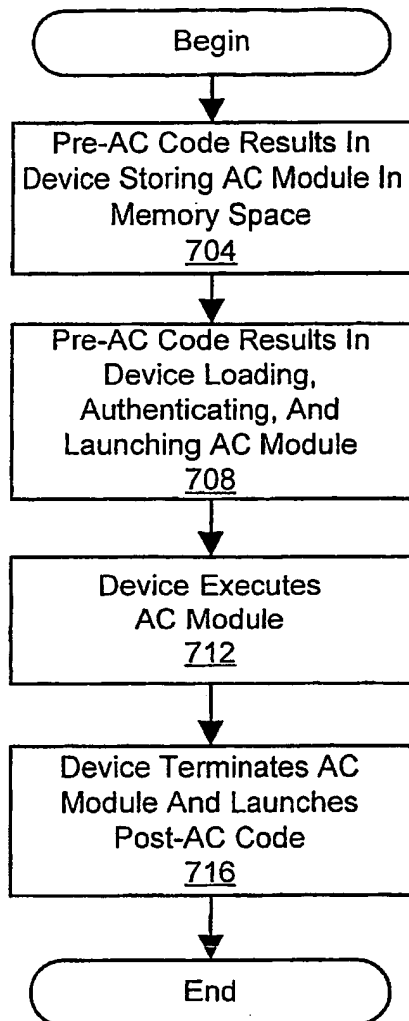 Begin
Pre-AC Code Results In
Device Storing AC Module In
Memory Space
704
Pre-AC Code Results In
Device Loading,
Authenticating, And
Launching AC Module
708
Device Executes
AC Module
712
Device Terminates AC
Module And Launches
Post-AC Code
716
End